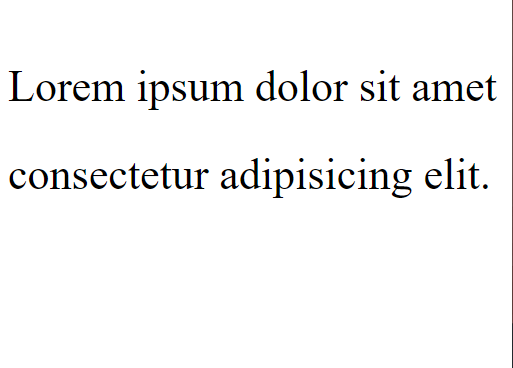 Lorem ipsum dolor sit amet
consectetur adipisicing elit.